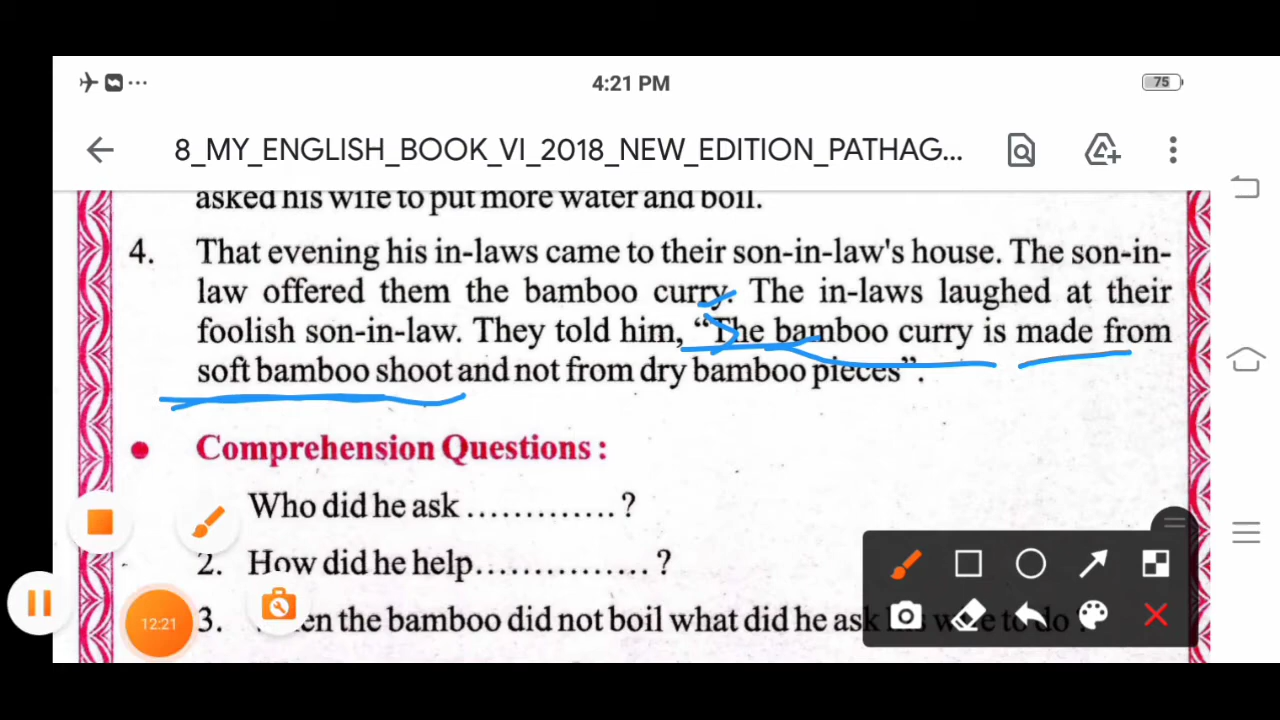 4:21 PM
75
8_MY_ENGLISH_BOOK_VI_2018_NEW_EDITION_PATHAG...
asked his wife to put more water and boil.
4. That evening his in-laws came to their son-in-law's house. The son-in-
law offered them the bamboo curry. The in-laws laughed at their
foolish son-in-law. They told him, “The bamboo curry is made from
soft bamboo shoot and not from dry bamboo pieces”.
• Comprehension Questions :
Who did he ask .............?
2. How did he help...............?
12:21
3. the bamboo did not boil what did he ask his wife to do ?